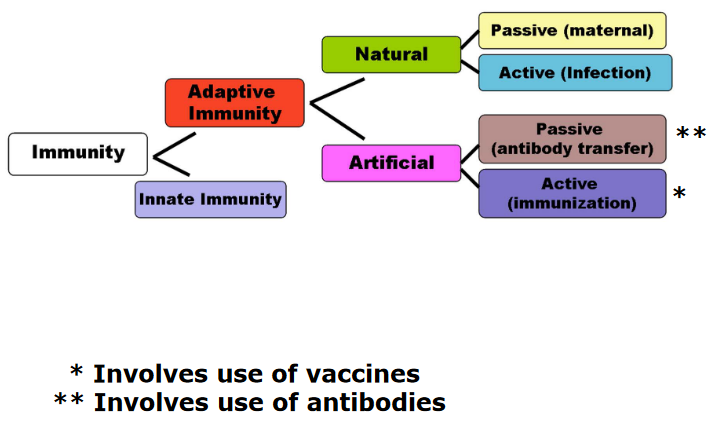 Passive (maternal)
Natural
Active (Infection)
Adaptive
Immunity
Passive
(antibody transfer)
**
Immunity
Artificial
Active
(immunization)
*
Innate Immunity
* Involves use of vaccines
** Involves use of antibodies